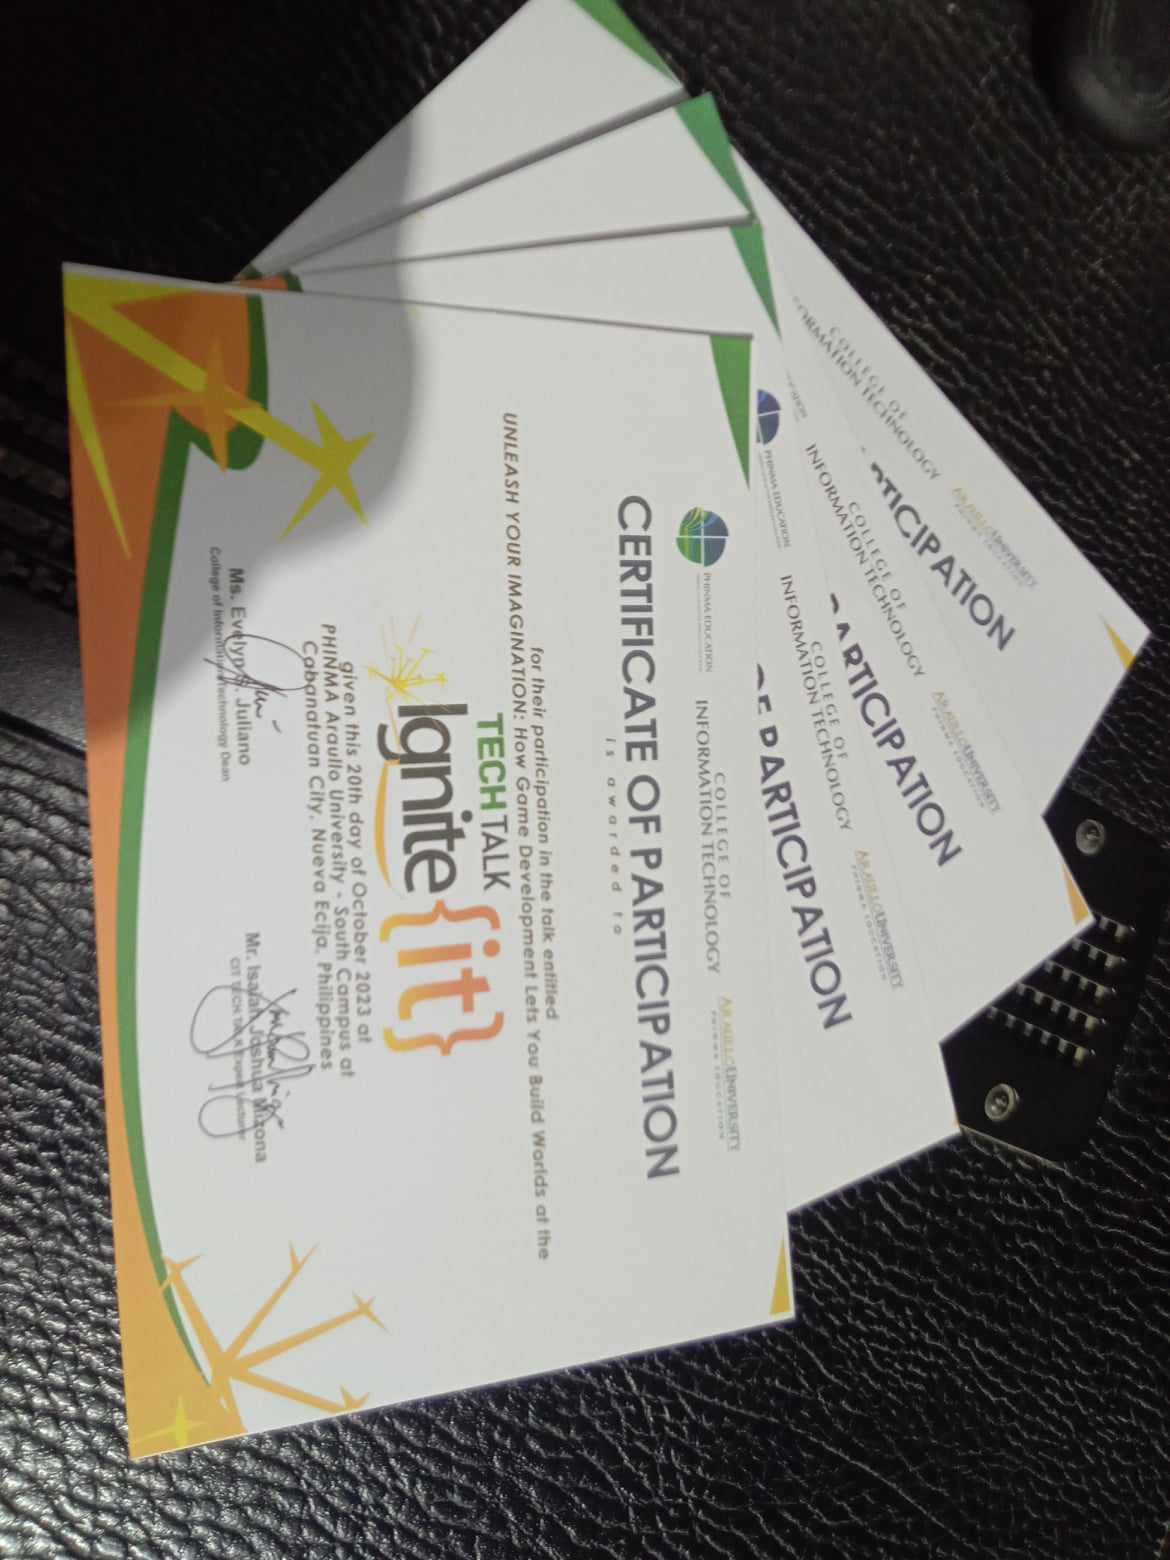 ARAULLO UNIVERSITY
PHINMA EDUCATION
COLLEGE OF
ORMATION TECHNOLOGY
RTICIPATION
ARAULLO UNIVERSITY
PHINMA EDUCATION
COLLEGE OF
INFORMATION TECHNOLOGY
PARTICIPATION
ARAULLO UNIVERSITY
PHINMA EDUCATION
COLLEGE OF
INFORMATION TECHNOLOGY
PHINMA EDUCATION
OF PARTICIPATION
PHINMA EDUCATION
COLLEGE OF
INFORMATION TECHNOLOGY
ARAULLO UNIVERSITY
PHINMA EDUCATION
CERTIFICATE OF PARTICIPATION
is awarded to
for their participation in the talk entitled
UNLEASH YOUR IMAGINATION: How Game Development Lets You Build Worlds at the
TECH TALK
Ignite {it}
given this 20th day of October 2023 at
PHINMA Araullo University - South Campus at
Cabanatuan City, Nueva Ecija, Philippines
Ms. Evelyn S. Juliano
College of Information Technology Dean
Mr. Isaiah Joshua Mizona
CIT TECH TALK Expert Lecturer